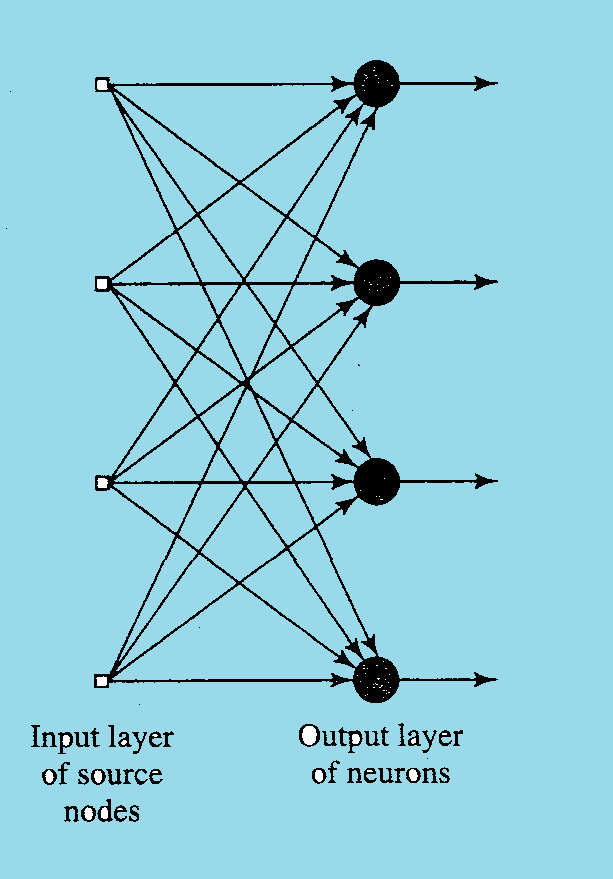 Input layer
of source
nodes
Output layer
of neurons